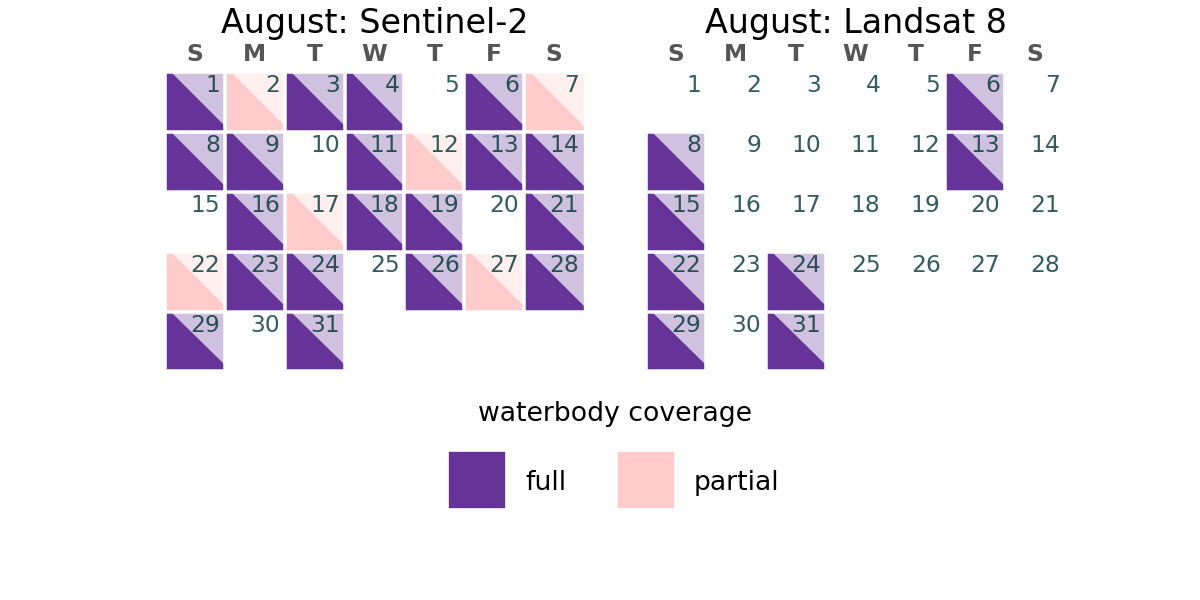 August: Sentinel-2
S M T W T F S
1 2 3 4 5 6 7
8 9 10 11 12 13 14
15 16 17 18 19 20 21
22 23 24 25 26 27 28
29 30 31
August: Landsat 8
S M T W T F S
1 2 3 4 5 6 7
8 9 10 11 12 13 14
15 16 17 18 19 20 21
22 23 24 25 26 27 28
29 30 31
waterbody coverage
full partial